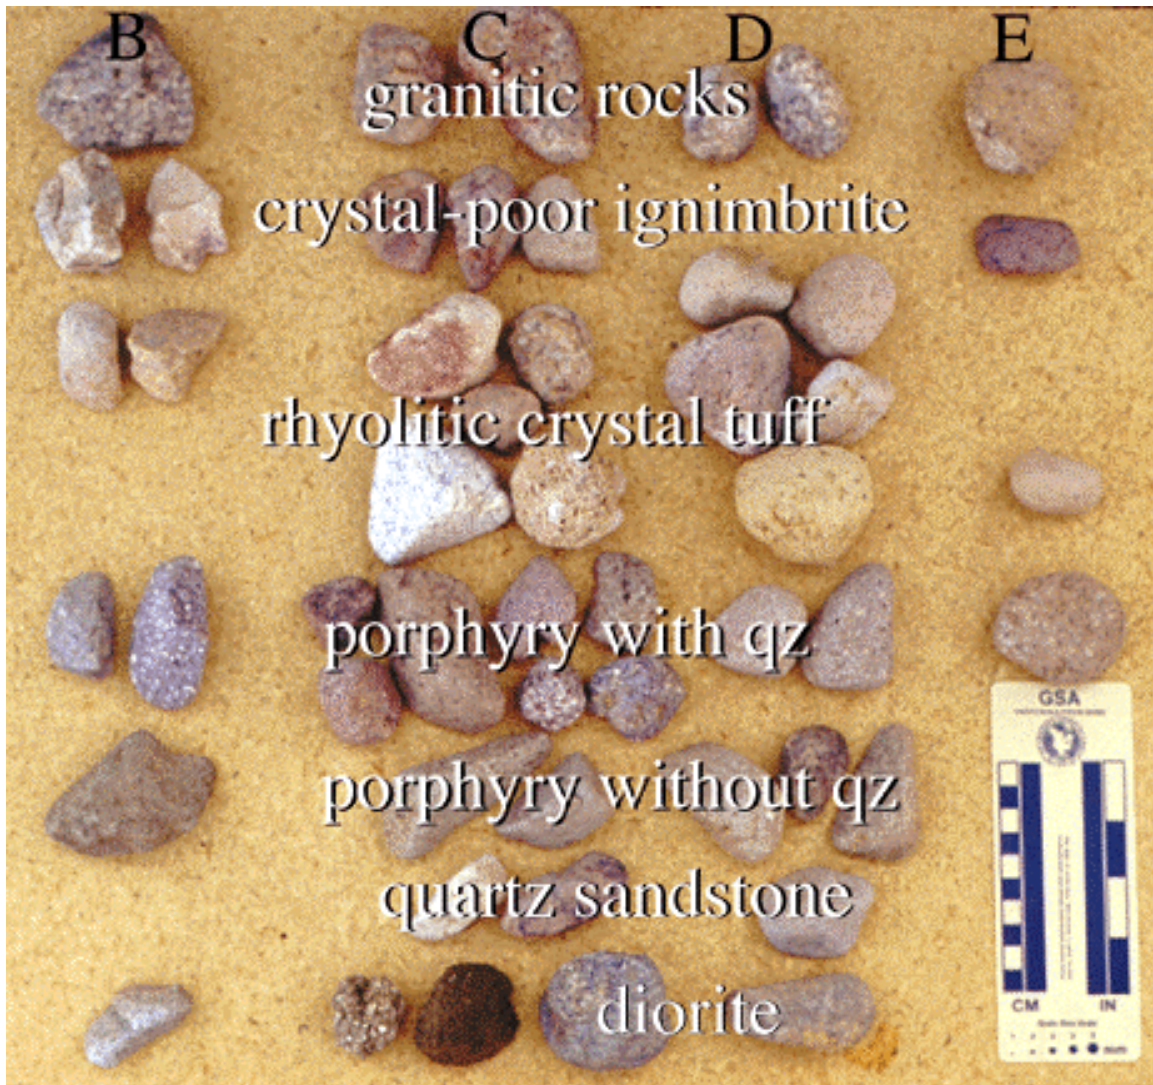 B C D E
granitic rocks
crystal-poor ignimbrite
rhyolitic crystal tuff
porphyry with qz
GSA
porphyry without qz
quartz sandstone
diorite
CM IN